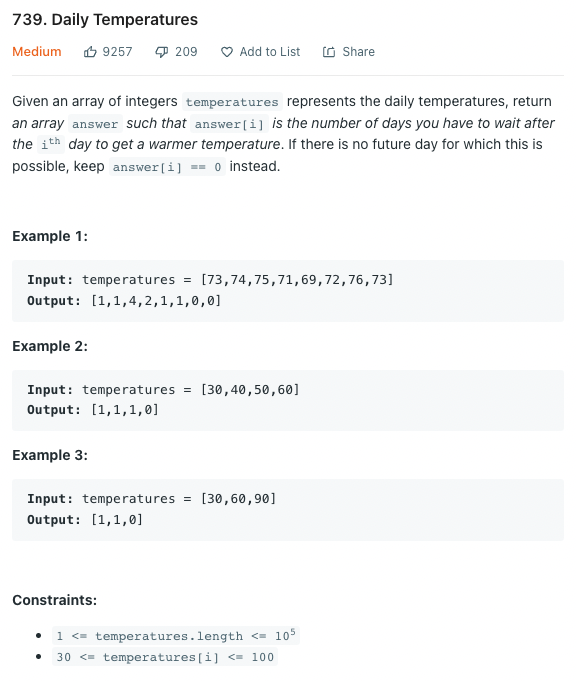 739. Daily Temperatures
Medium 9257 209 Add to List Share
Given an array of integers temperatures represents the daily temperatures, return
an array answer such that answer[i] is the number of days you have to wait after
the ith day to get a warmer temperature. If there is no future day for which this is
possible, keep answer[i] == 0 instead.
Example 1:
Input: temperatures = [73,74,75,71,69,72,76,73]
Output: [1,1,4,2,1,1,0,0]
Example 2:
Input: temperatures = [30,40,50,60]
Output: [1,1,1,0]
Example 3:
Input: temperatures = [30,60,90]
Output: [1,1,0]
Constraints:
• 1 <= temperatures.length <= 10⁵
• 30 <= temperatures[i] <= 100